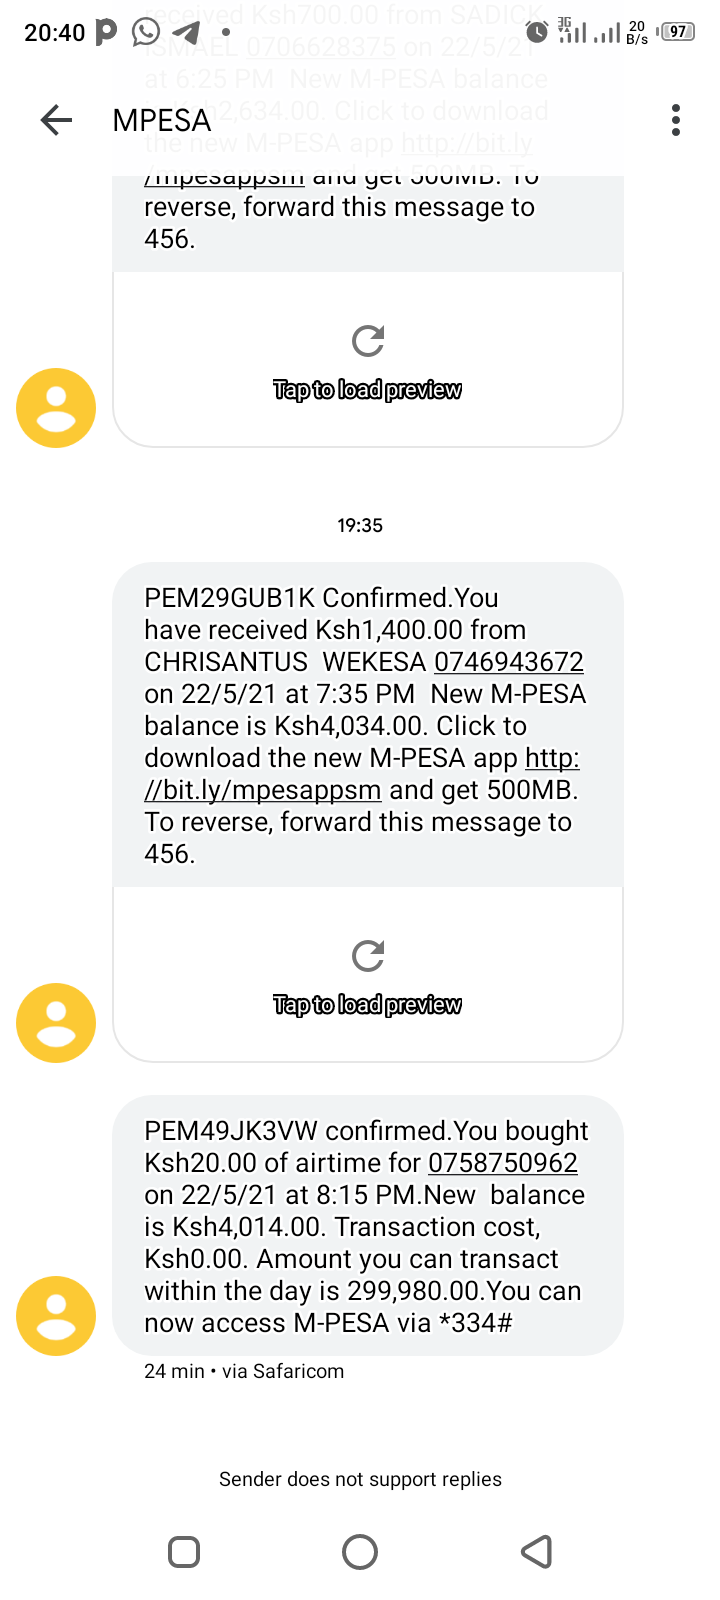 received Ksh700.00 from SADICK
20:40
20
B/s
3G
97
ISMAEL 0706628375 on 22/5/21
at 6:25 PM  New M-PESA balance
is Ksh2,634.00. Click to download
MPESA
the new M-PESA app http://bit.ly
/mpesappsm and get 500MB. To
reverse, forward this message to
456.
Tap to load preview
19:35
PEM29GUB1K Confirmed.You
have received Ksh1,400.00 from
CHRISANTUS  WEKESA 0746943672
on 22/5/21 at 7:35 PM  New M-PESA
balance is Ksh4,034.00. Click to
download the new M-PESA app http:
//bit.ly/mpesappsm and get 500MB.
To reverse, forward this message to
456.
Tap to load preview
PEM49JK3VW confirmed.You bought
Ksh20.00 of airtime for 0758750962
on 22/5/21 at 8:15 PM.New  balance
is Ksh4,014.00. Transaction cost,
Ksh0.00. Amount you can transact
within the day is 299,980.00.You can
now access M-PESA via *334#
24 min • via Safaricom
Sender does not support replies